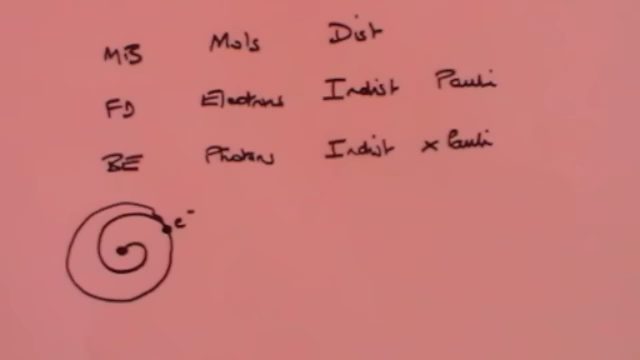 MB Mols Dist
FD Electrons Indist Pauli
BE Photons Indist x Pauli
e⁻